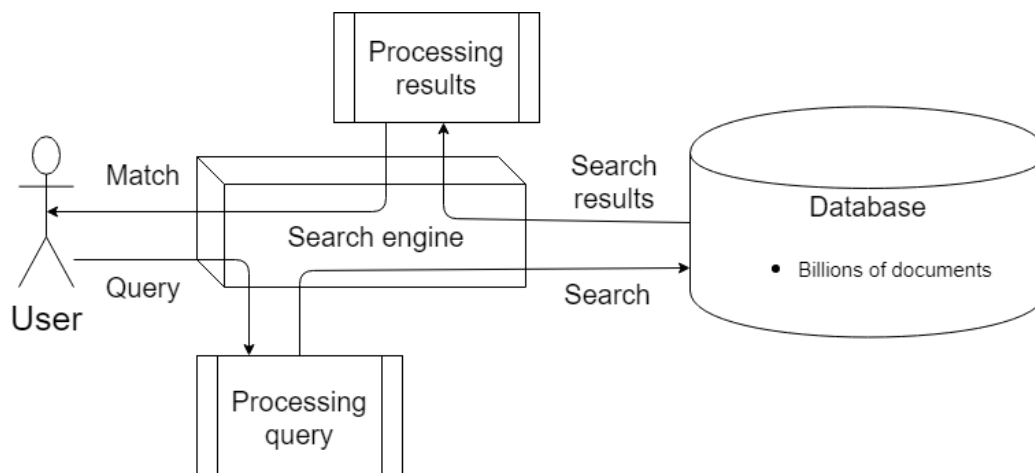 Processing
results
Match
Search
results
Database
Search engine
Billions of documents
Query
Search
User
Processing
query